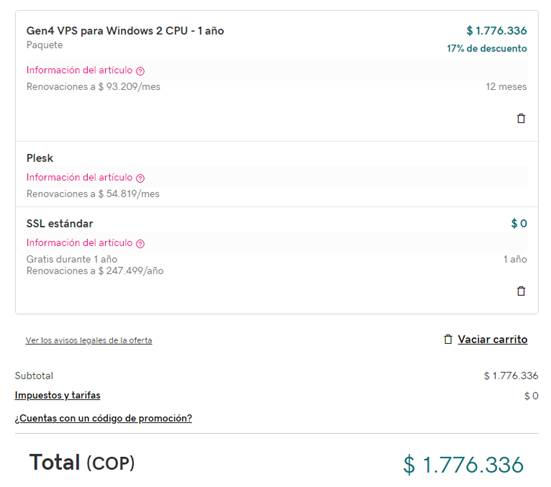 Gen4 VPS para Windows 2 CPU - 1 año
$ 1.776.336
Paquete
17% de descuento
Información del artículo
Renovaciones a $ 93.209/mes
12 meses
Plesk
Información del artículo
Renovaciones a $ 54.819/mes
SSL estándar
$ 0
Información del artículo
Gratis durante 1 año
1 año
Renovaciones a $ 247.499/año
Ver los avisos legales de la oferta
Vaciar carrito
Subtotal
$ 1.776.336
Impuestos y tarifas
$ 0
¿Cuentas con un código de promoción?
Total (COP)
$ 1.776.336